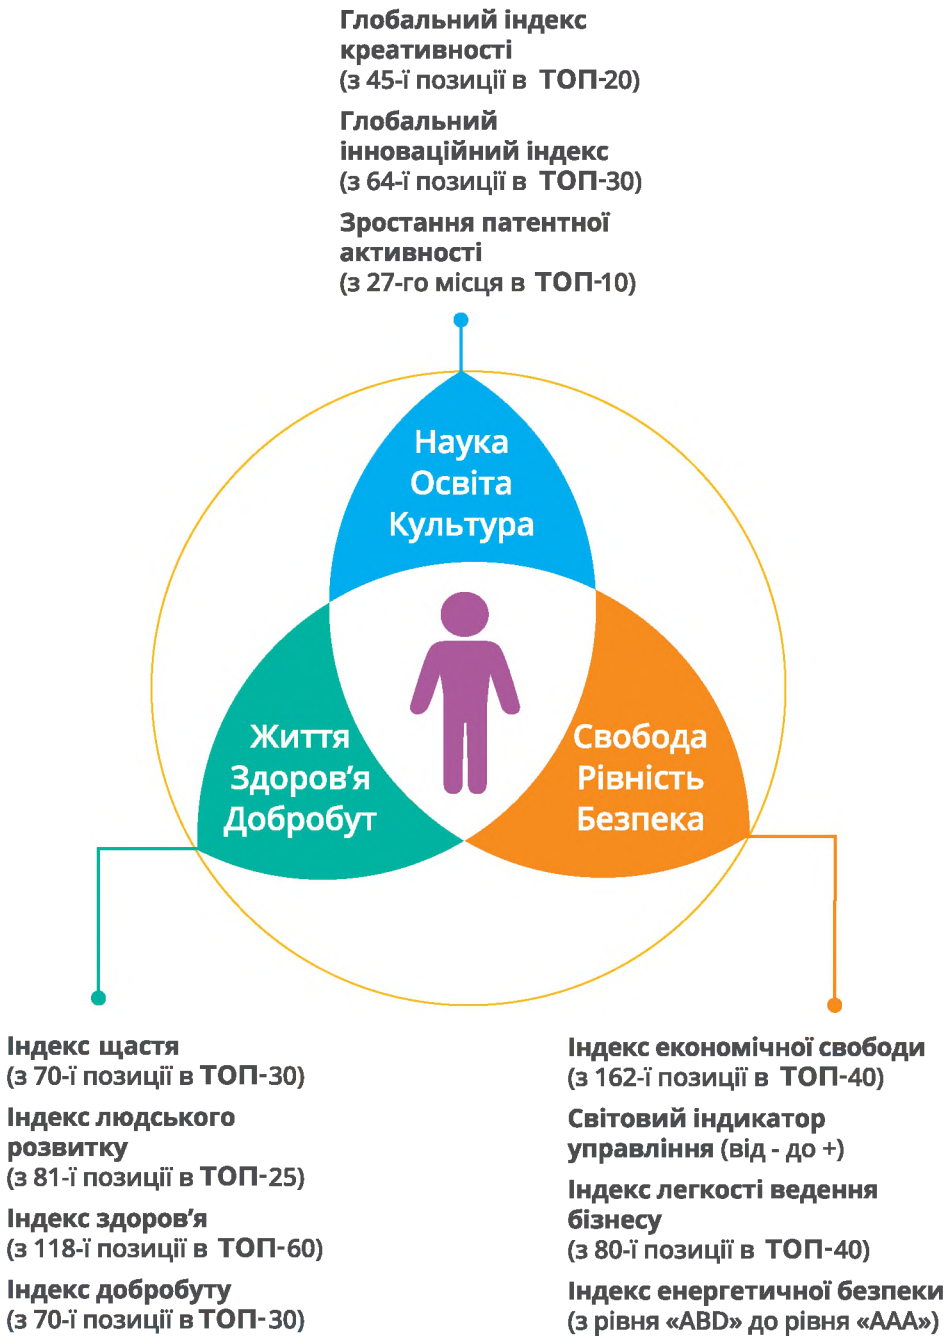 Глобальний індекс
креативності
(з 45-ї позиції в ТОП-20)
Глобальний
інноваційний індекс
(з 64-ї позиції в ТОП-30)
Зростання патентної
активності
(з 27-го місця в ТОП-10)
Наука
Освіта
Культура
Життя
Здоров’я
Добробут
Свобода
Рівність
Безпека
Індекс щастя
(з 70-ї позиції в ТОП-30)
Індекс людського
розвитку
(з 81-ї позиції в ТОП-25)
Індекс здоров’я
(з 118-ї позиції в ТОП-60)
Індекс добробуту
(з 70-ї позиції в ТОП-30)
Індекс економічної свободи
(з 162-ї позиції в ТОП-40)
Світовий індикатор
управління (від - до +)
Індекс легкості ведення
бізнесу
(з 80-ї позиції в ТОП-40)
Індекс енергетичної безпеки
(з рівня «ABD» до рівня «AAA»)